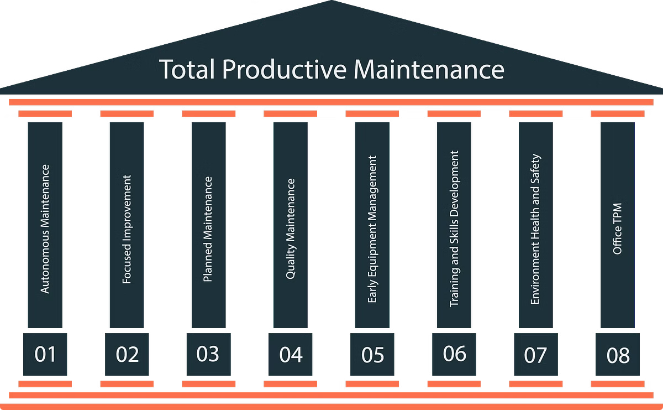 Total Productive Maintenance
Autonomous Maintenance
Focused Improvement
Planned Maintenance
Quality Maintenance
Early Equipment Management
Training and Skills Development
Environment Health and Safety
Office TPM
01
02
03
04
05
06
07
08